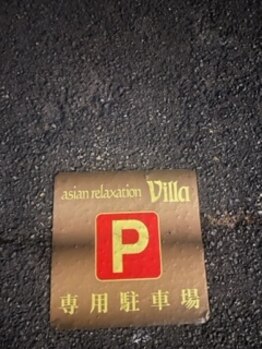 asian relaxation Villa
P
専用駐車場